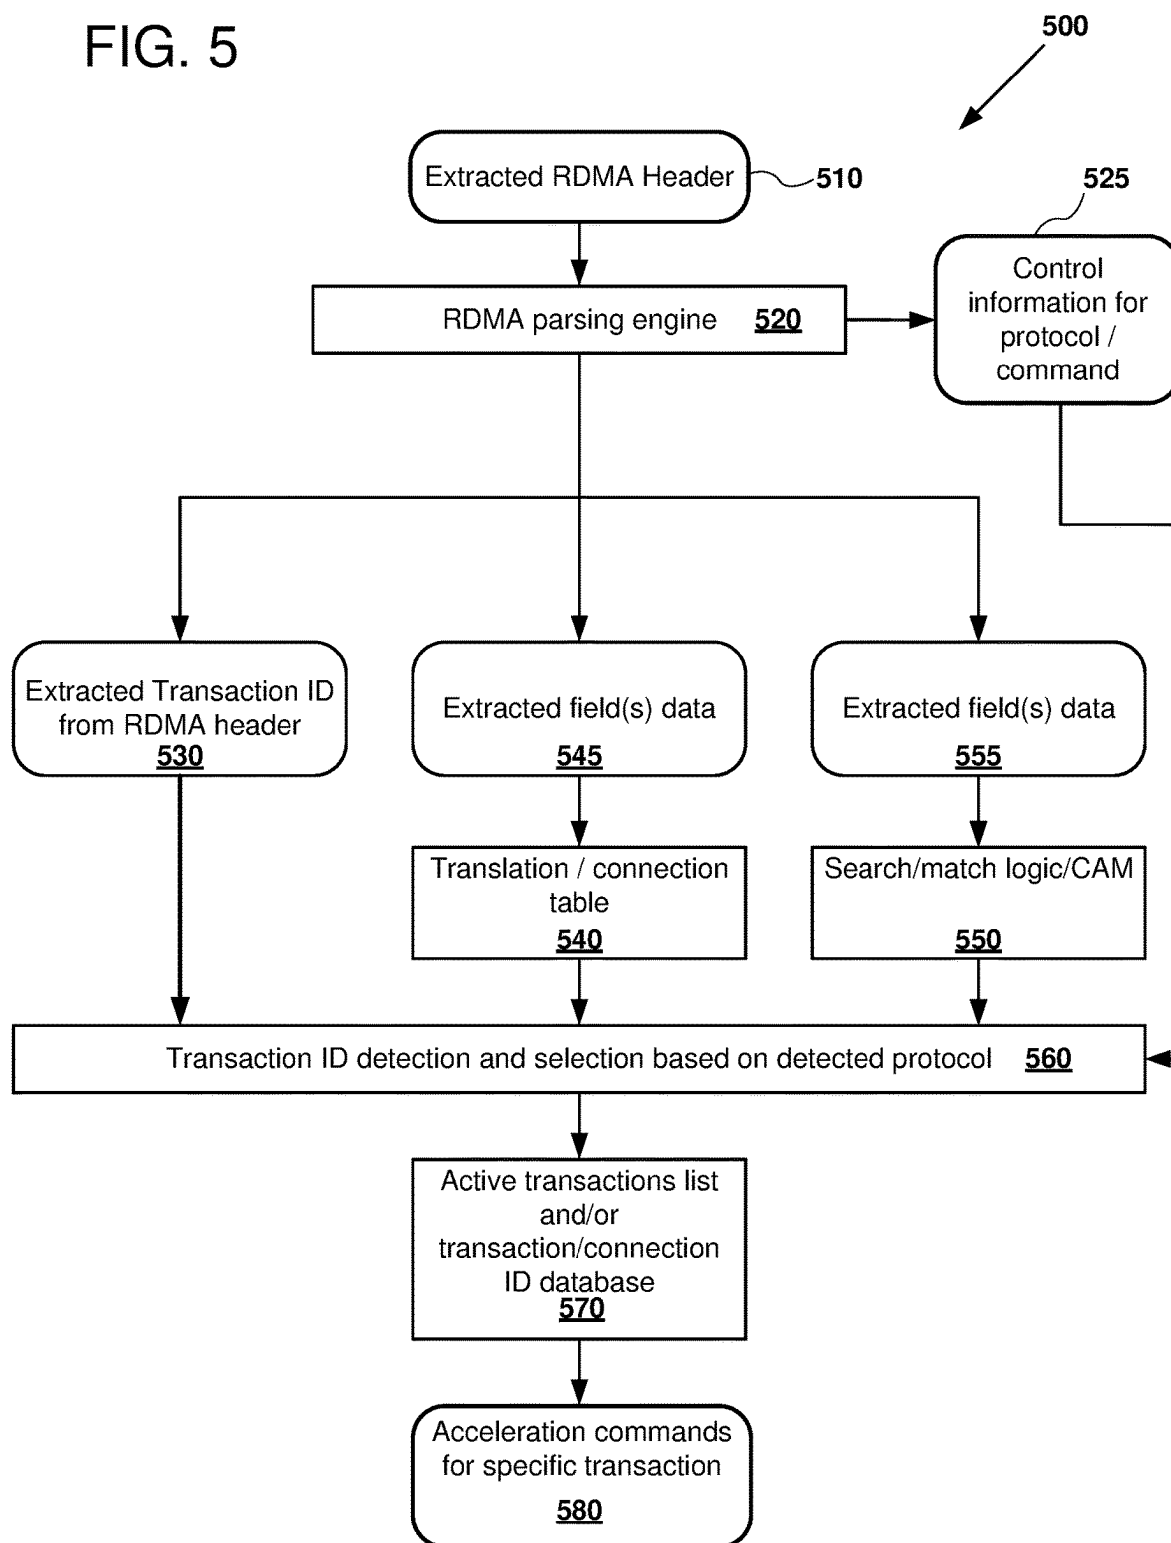 FIG. 5
500
Extracted RDMA Header
510
525
Control
information for
protocol /
command
RDMA parsing engine 520
Extracted Transaction ID
from RDMA header
530
Extracted field(s) data
545
Extracted field(s) data
555
Translation / connection
table
540
Search/match logic/CAM
550
Transaction ID detection and selection based on detected protocol 560
Active transactions list
and/or
transaction/connection
ID database
570
Acceleration commands
for specific transaction
580